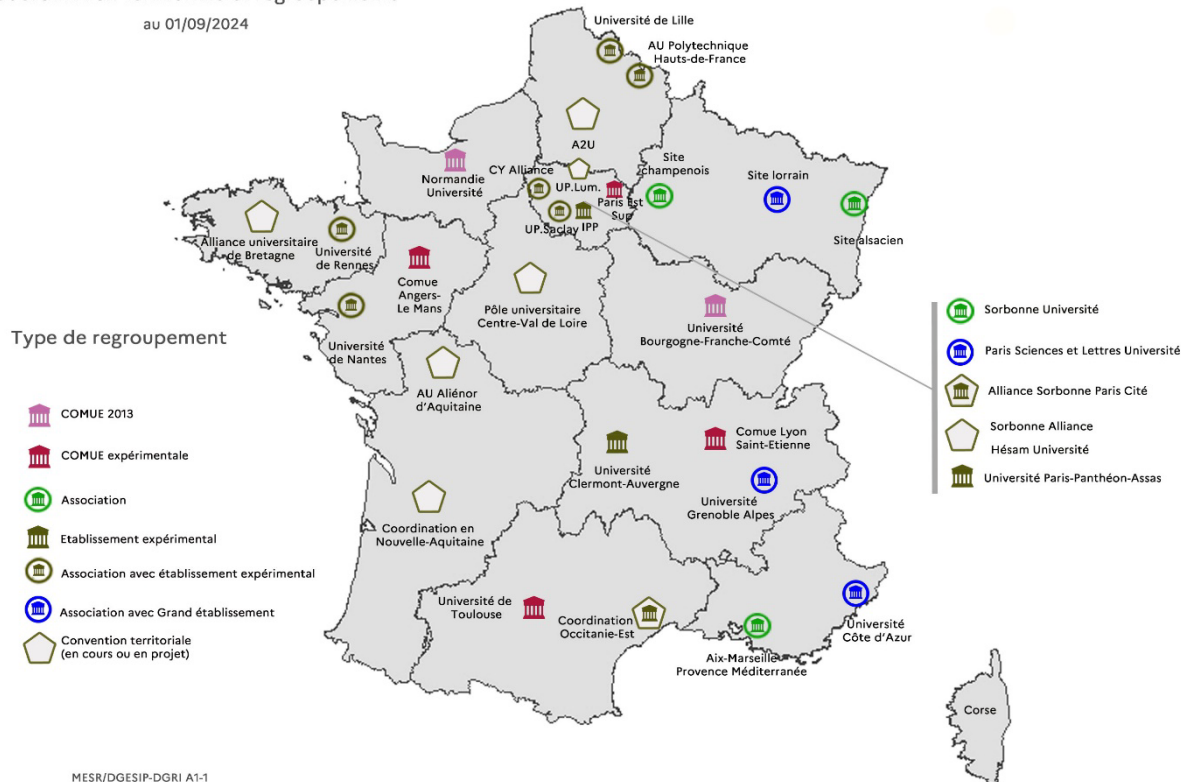 au 01/09/2024
Université de Lille
AU Polytechnique
Hauts-de-France
A2U
Normandie
Université
CY Alliance
UP.Lum.
Paris Est
Sup
UP.Saclay
IPP
Site
champenois
Site lorrain
Site alsacien
Alliance universitaire
de Bretagne
Université
de Rennes
Comue
Angers-
Le Mans
Pôle universitaire
Centre-Val de Loire
Université
Bourgogne-Franche-Comté
Université
de Nantes
AU Aliénor
d'Aquitaine
Université
Clermont-Auvergne
Comue Lyon
Saint-Etienne
Université
Grenoble Alpes
Coordination en
Nouvelle-Aquitaine
Université de
Toulouse
Coordination
Occitanie-Est
Aix-Marseille
Provence Méditerranée
Université
Côte d'Azur
Corse
Type de regroupement
COMUE 2013
COMUE expérimentale
Association
Etablissement expérimental
Association avec établissement expérimental
Association avec Grand établissement
Convention territoriale
(en cours ou en projet)
Sorbonne Université
Paris Sciences et Lettres Université
Alliance Sorbonne Paris Cité
Sorbonne Alliance
Hésam Université
Université Paris-Panthéon-Assas
MESR/DGESIP-DGRI A1-1